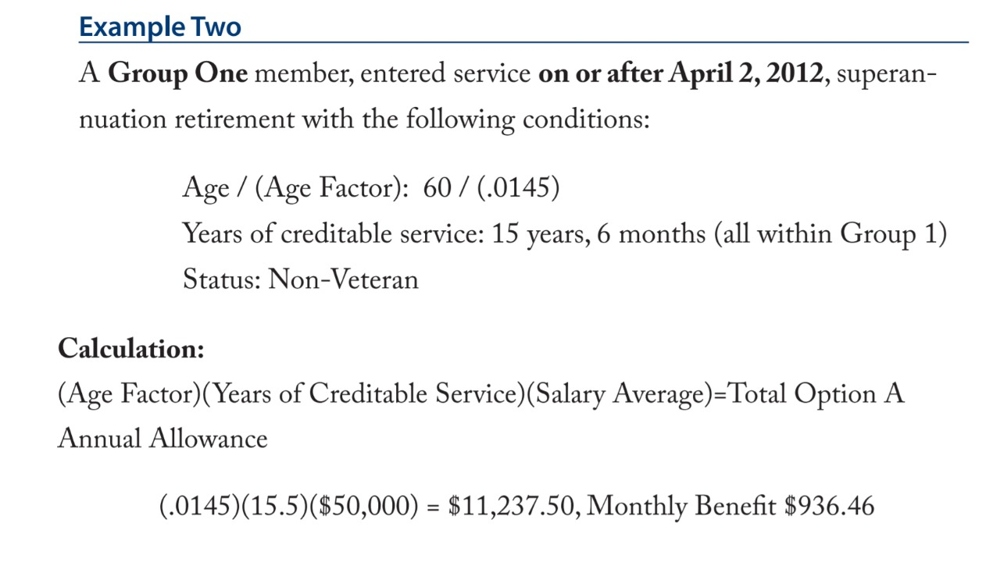 Example Two
A Group One member, entered service on or after April 2, 2012, superan-
nuation retirement with the following conditions:
Age / (Age Factor):  60 / (.0145)
Years of creditable service: 15 years, 6 months (all within Group 1)
Status: Non-Veteran
Calculation:
(Age Factor)(Years of Creditable Service)(Salary Average)=Total Option A
Annual Allowance
(.0145)(15.5)($50,000) = $11,237.50, Monthly Benefit $936.46